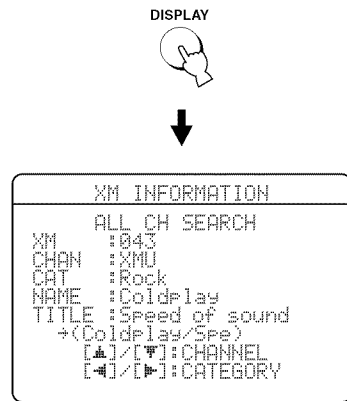 DISPLAY
XM INFORMATION
ALL CH SEARCH
XM :043
CHAN :XMU
CAT :Rock
NAME :Coldplay
TITLE :Speed of sound
→(Coldplay/Spe)
[▲]/[▼]:CHANNEL
[◀]/[▶]:CATEGORY